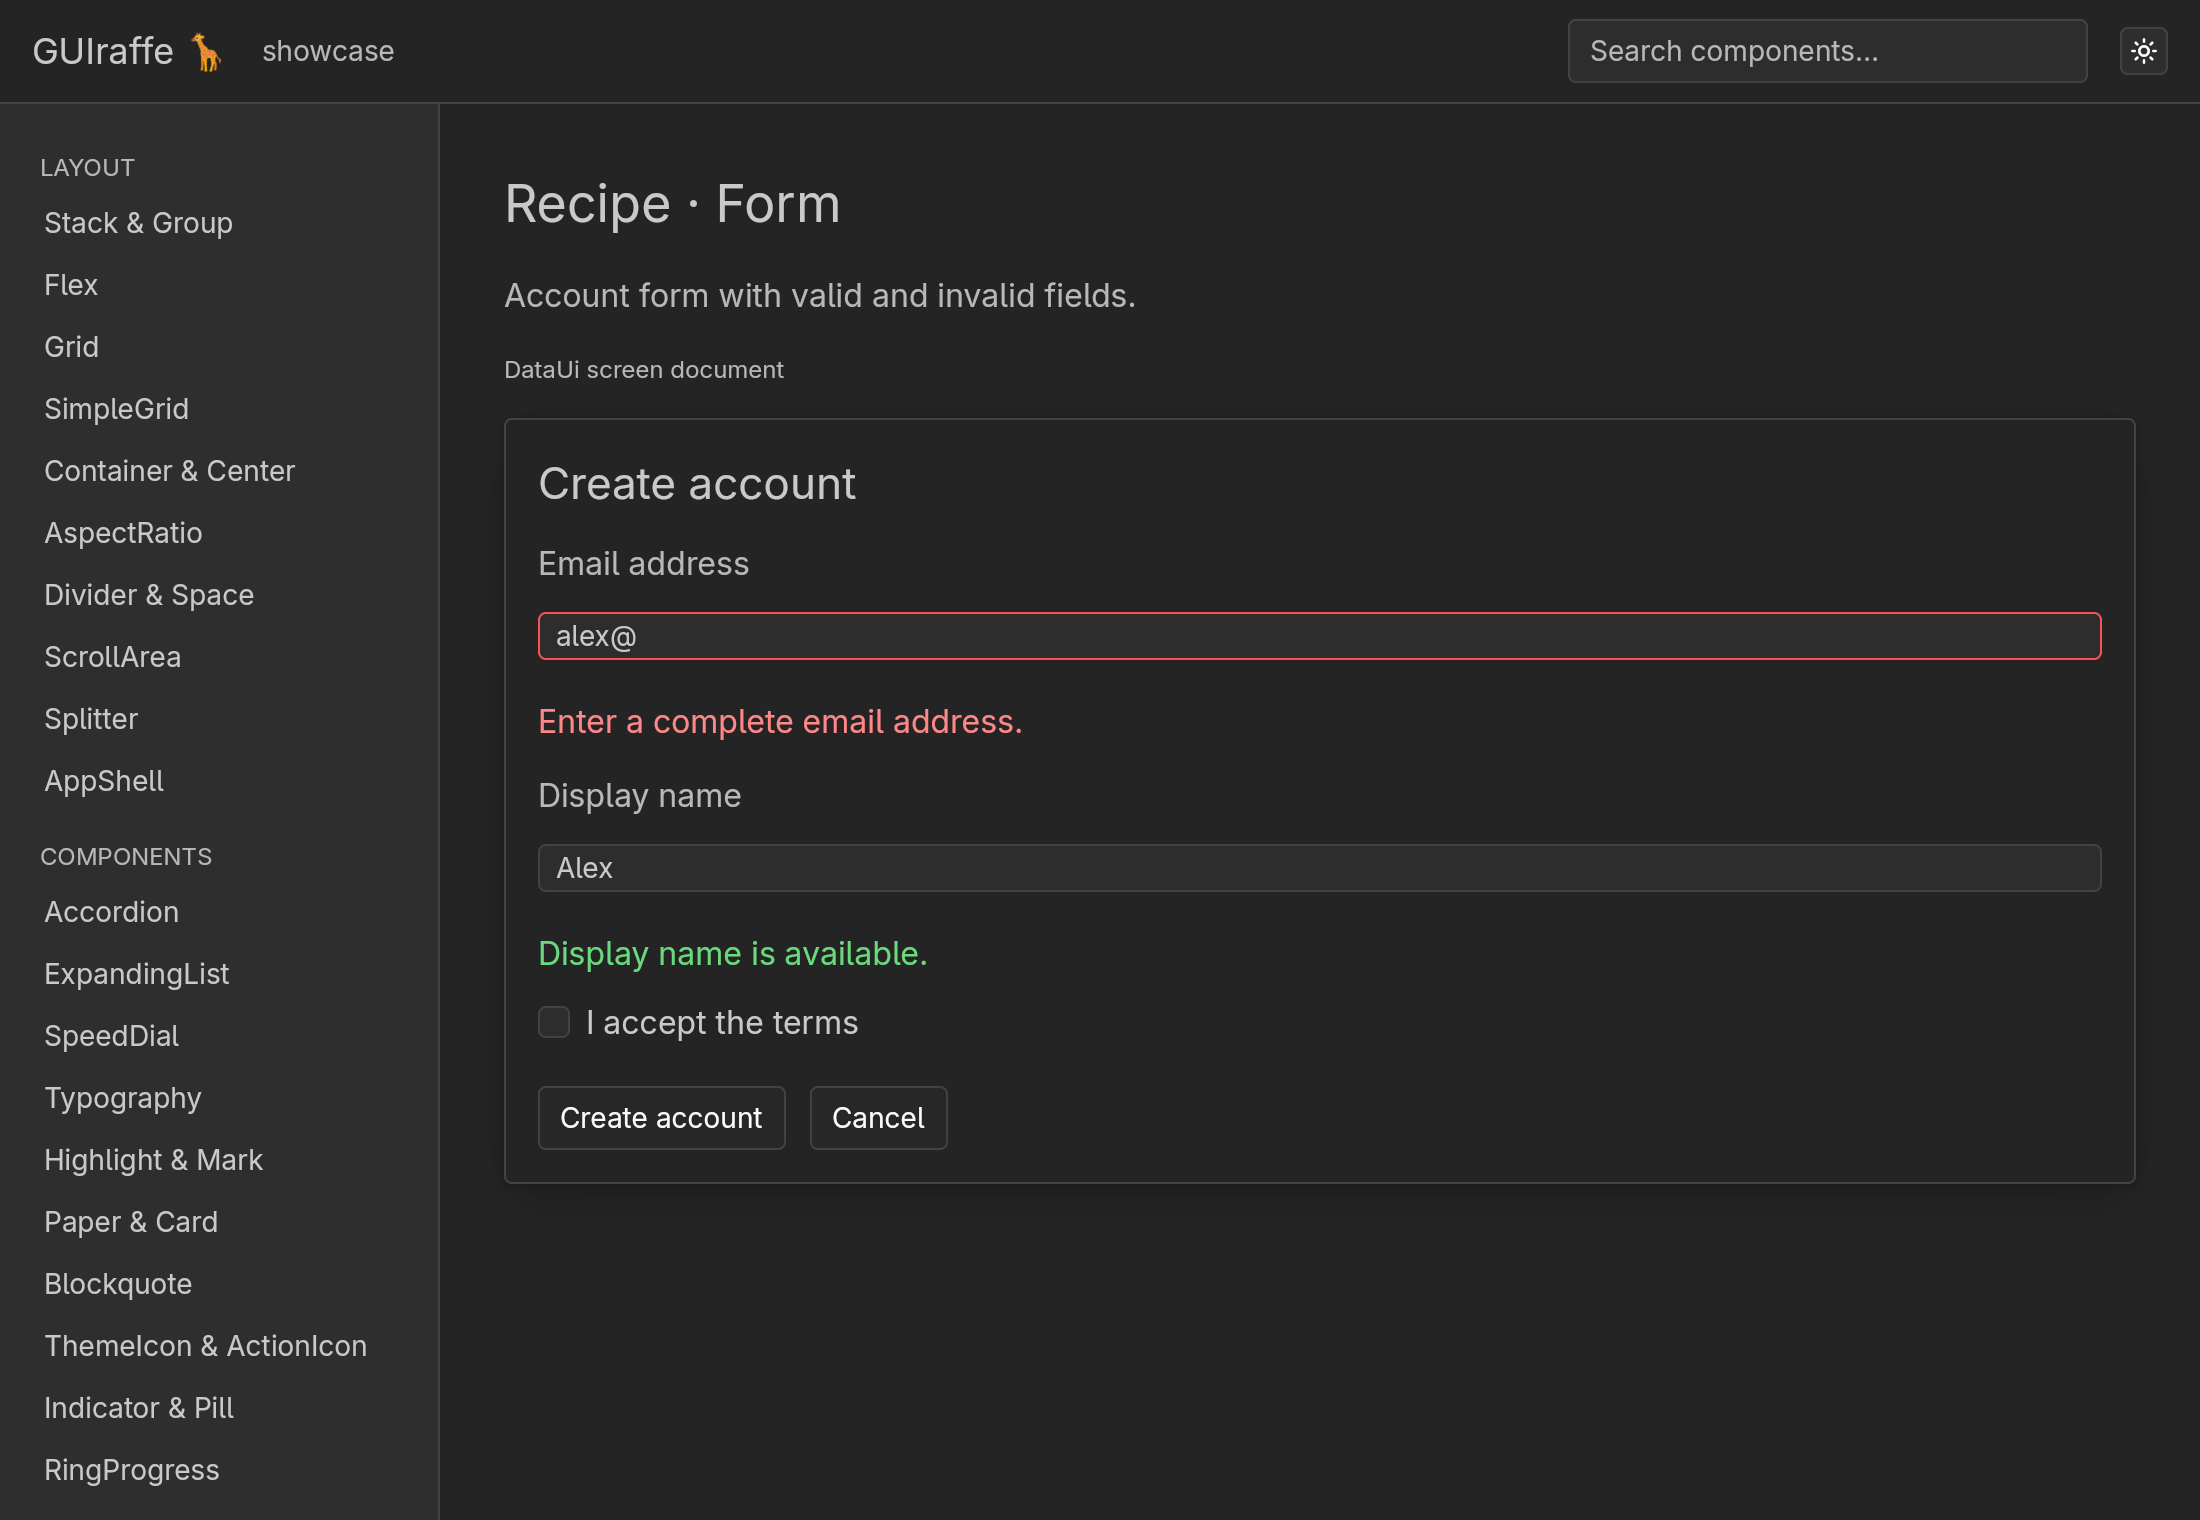 GUIraffe 🦒 showcase
Search components...
LAYOUT
Stack & Group
Flex
Grid
SimpleGrid
Container & Center
AspectRatio
Divider & Space
ScrollArea
Splitter
AppShell
COMPONENTS
Accordion
ExpandingList
SpeedDial
Typography
Highlight & Mark
Paper & Card
Blockquote
ThemeIcon & ActionIcon
Indicator & Pill
RingProgress
Recipe · Form
Account form with valid and invalid fields.
DataUi screen document
Create account
Email address
alex@
Enter a complete email address.
Display name
Alex
Display name is available.
I accept the terms
Create account
Cancel